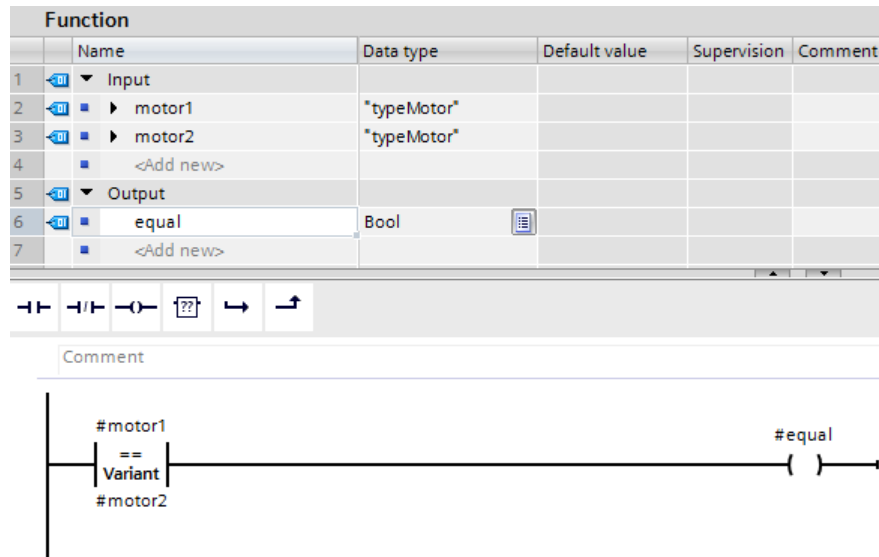 Function
Name Data type Default value Supervision Comment
1 Input
2 motor1 "typeMotor"
3 motor2 "typeMotor"
4 <Add new>
5 Output
6 equal Bool
7 <Add new>
??
Comment
#motor1
#equal
==
Variant
#motor2